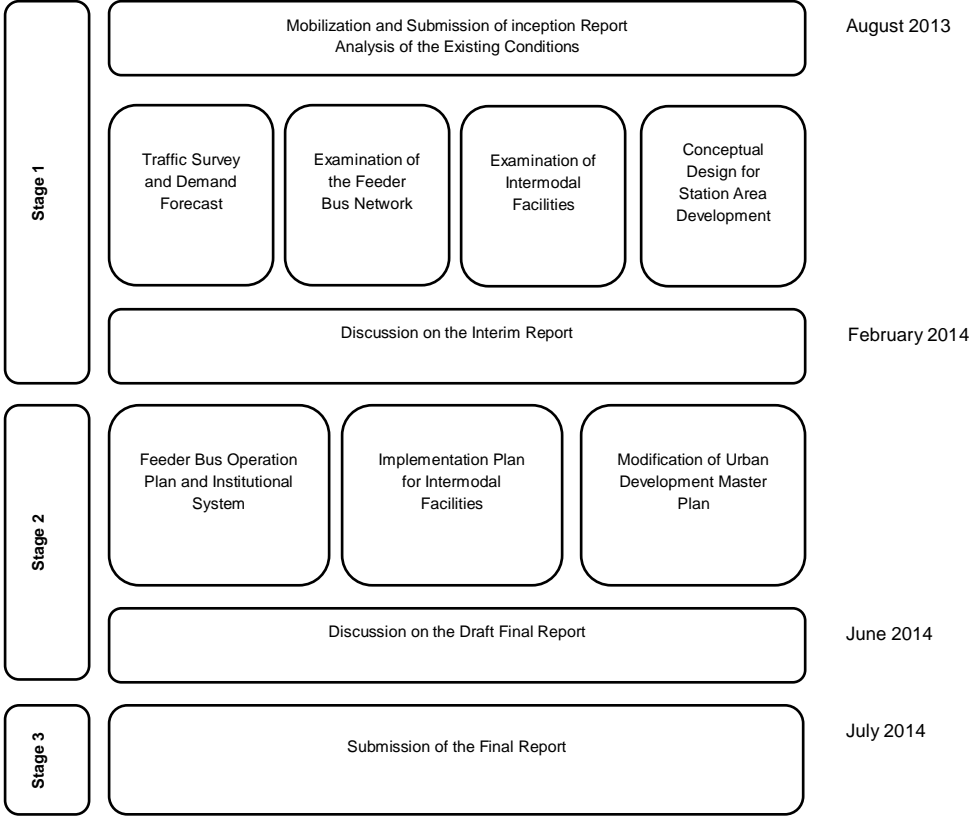 Stage 1
Mobilization and Submission of inception Report
Analysis of the Existing Conditions
August 2013
Traffic Survey
and Demand
Forecast
Examination of
the Feeder
Bus Network
Examination of
Intermodal
Facilities
Conceptual
Design for
Station Area
Development
Discussion on the Interim Report
February 2014
Stage 2
Feeder Bus Operation
Plan and Institutional
System
Implementation Plan
for Intermodal
Facilities
Modification of Urban
Development Master
Plan
Discussion on the Draft Final Report
June 2014
Stage 3
Submission of the Final Report
July 2014